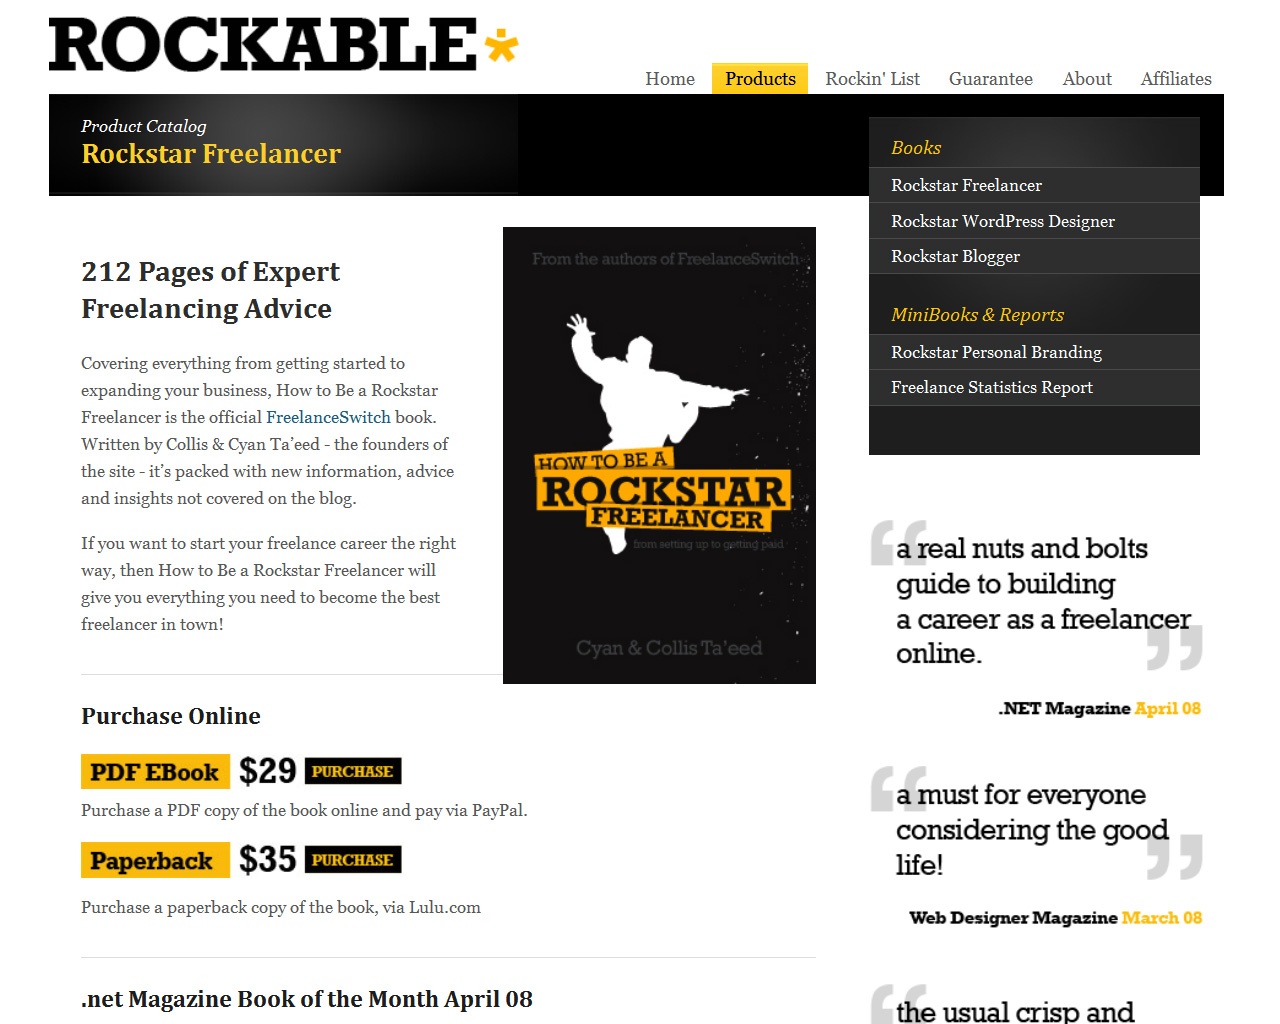 ROCKABLE*
Home Products Rockin' List Guarantee About Affiliates
Product Catalog
Rockstar Freelancer
Books
Rockstar Freelancer
Rockstar WordPress Designer
Rockstar Blogger
MiniBooks & Reports
Rockstar Personal Branding
Freelance Statistics Report
212 Pages of Expert
Freelancing Advice
Covering everything from getting started to
expanding your business, How to Be a Rockstar
Freelancer is the official FreelanceSwitch book.
Written by Collis & Cyan Ta’eed - the founders of
the site - it’s packed with new information, advice
and insights not covered on the blog.
If you want to start your freelance career the right
way, then How to Be a Rockstar Freelancer will
give you everything you need to become the best
freelancer in town!
From the authors of FreelanceSwitch
HOW TO BE A
ROCKSTAR
FREELANCER
from setting up to getting paid
Cyan & Collis Ta’eed
Purchase Online
PDF EBook $29 PURCHASE
Purchase a PDF copy of the book online and pay via PayPal.
Paperback $35 PURCHASE
Purchase a paperback copy of the book, via Lulu.com
.net Magazine Book of the Month April 08
“a real nuts and bolts
guide to building
a career as a freelancer
online.”
.NET Magazine April 08
“a must for everyone
considering the good
life!”
Web Designer Magazine March 08
“the usual crisp and